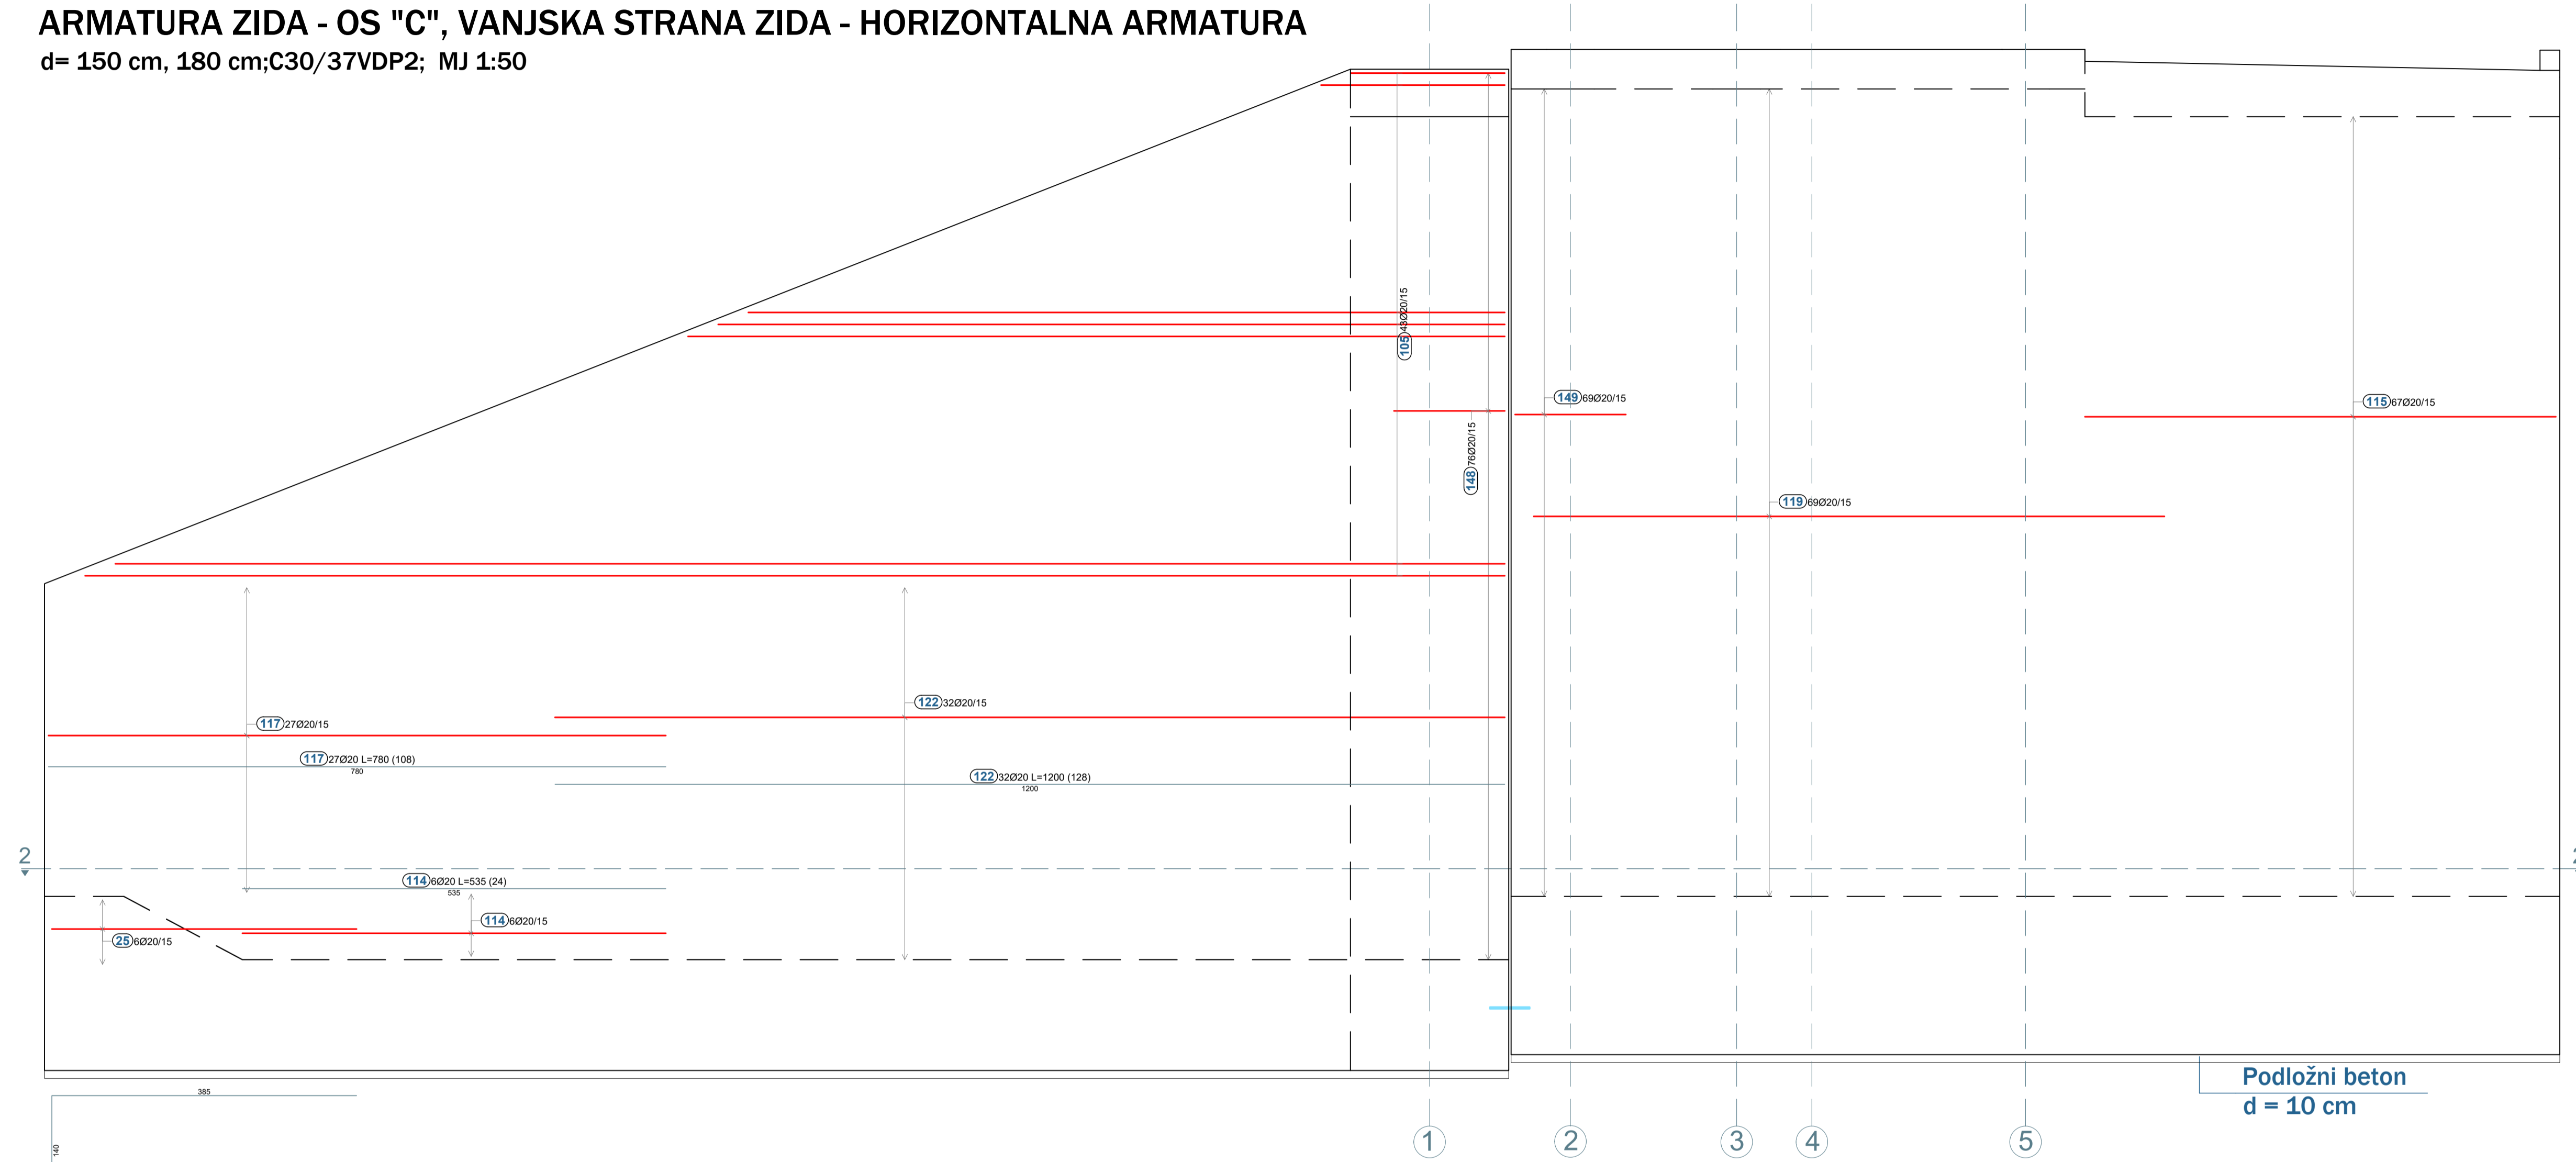 ARMATURA ZIDA - OS "C", VANJSKA STRANA ZIDA - HORIZONTALNA ARMATURA
d= 150 cm, 180 cm;C30/37VDP2; MJ 1:50
105 43Ø20/15
148 76Ø20/15
149 69Ø20/15
115 67Ø20/15
119 69Ø20/15
122 32Ø20/15
117 27Ø20/15
117 27Ø20 L=780 (108)
780
122 32Ø20 L=1200 (128)
1200
2
114 6Ø20 L=535 (24)
535
114 6Ø20/15
25 6Ø20/15
Podložni beton
d = 10 cm
385
140
1
2
3
4
5